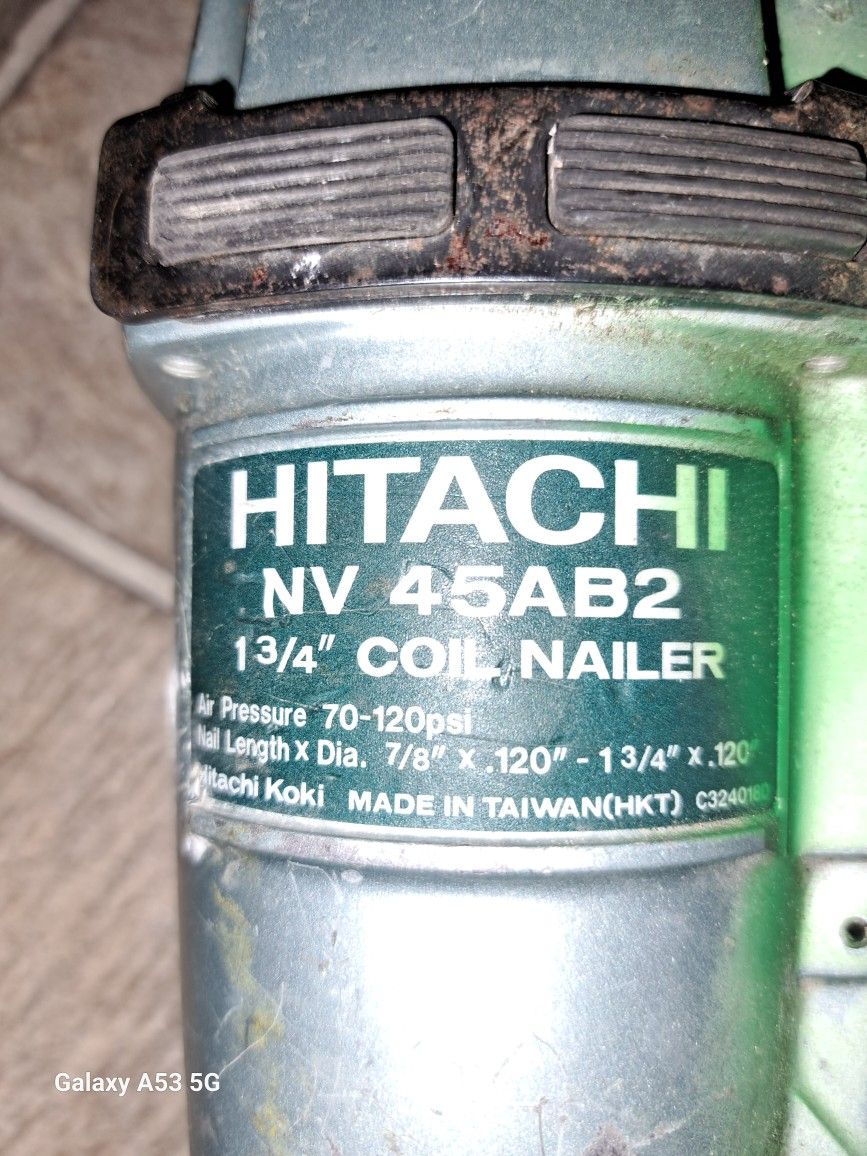 HITACHI
NV 45AB2
1 3/4" COIL NAILER
Air Pressure 70-120psi
Nail Length X Dia. 7/8" x .120" - 1 3/4" x .120"
Hitachi Koki MADE IN TAIWAN(HKT)
Galaxy A53 5G